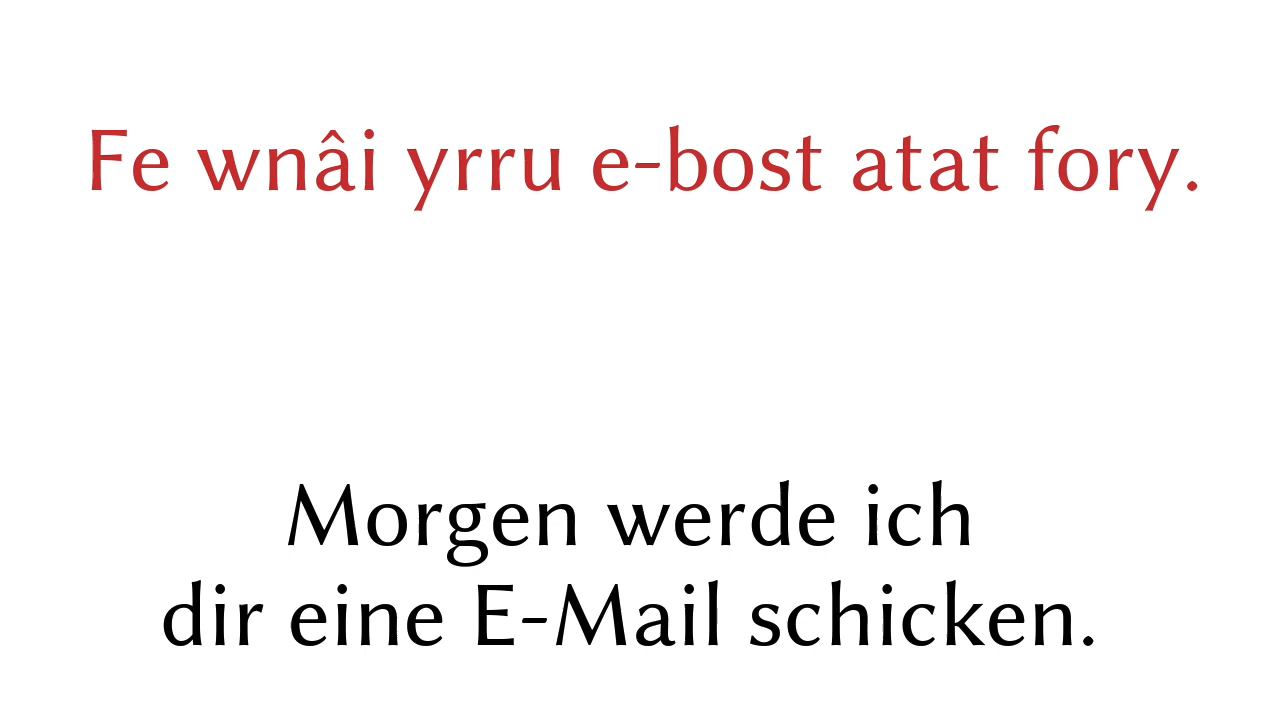 Fe wnâi yrru e-bost atat fory.
Morgen werde ich
dir eine E-Mail schicken.